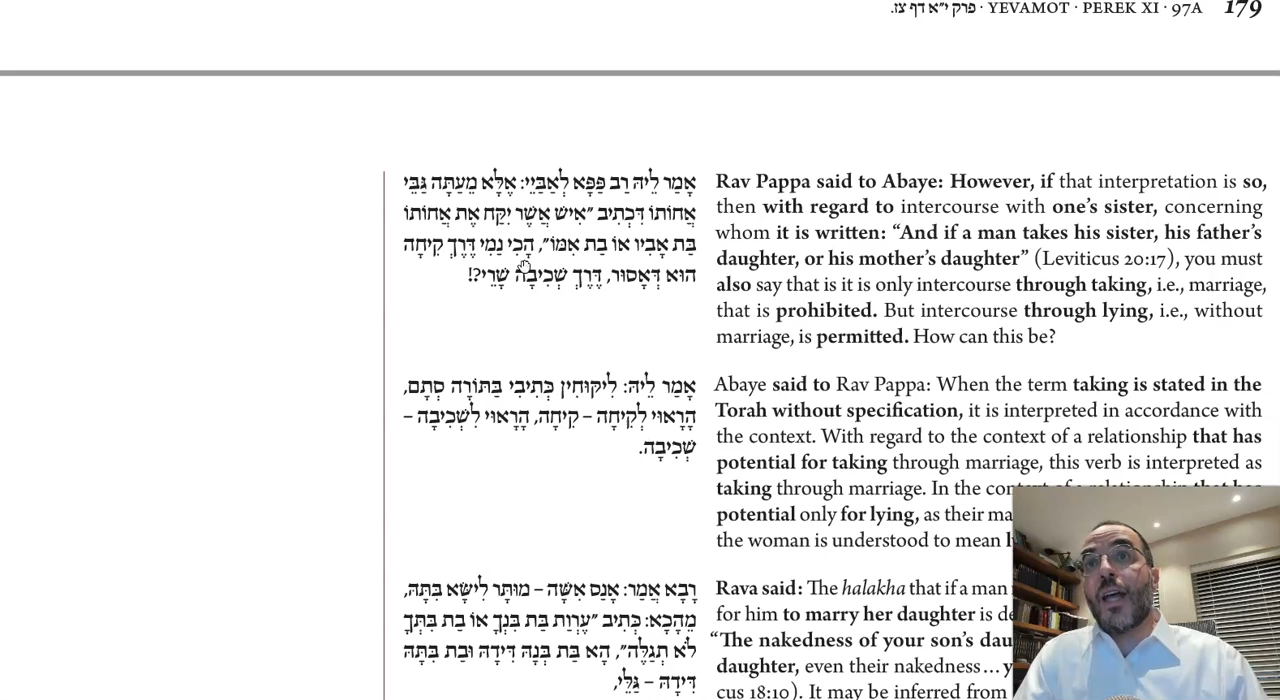 פרק י״א דף צז. · YEVAMOT · PEREK XI · 97A 179
אָמַר לֵיהּ רַב פַּפָּא לְאַבַּיֵי: אֶלָּא מֵעַתָּה גַּבֵּי
אֲחוֹתוֹ דִּכְתִיב ״אִישׁ אֲשֶׁר יִקַּח אֶת אֲחוֹתוֹ
בַּת אָבִיו אוֹ בַת אִמּוֹ״, הָכִי נַמִי דֶּרֶךְ קִיחָה
הוּא דְּאָסוּר, דֶּרֶךְ שְׁכִיבָה שָׁרֵי?!
Rav Pappa said to Abaye: However, if that interpretation is so,
then with regard to intercourse with one's sister, concerning
whom it is written: “And if a man takes his sister, his father's
daughter, or his mother's daughter” (Leviticus 20:17), you must
also say that is it is only intercourse through taking, i.e., marriage,
that is prohibited. But intercourse through lying, i.e., without
marriage, is permitted. How can this be?
אָמַר לֵיהּ: לִיקּוּחִין כְּתִיבִי בַּתּוֹרָה סְתָם,
הָרָאוּי לְקִיחָה – קִיחָה, הָרָאוּי לִשְׁכִיבָה –
שְׁכִיבָה.
Abaye said to Rav Pappa: When the term taking is stated in the
Torah without specification, it is interpreted in accordance with
the context. With regard to the context of a relationship that has
potential for taking through marriage, this verb is interpreted as
taking through marriage. In the
potential only for lying, as their
the woman is understood to mean
רָבָא אֲמַר: אָנַס אִשָּׁה – מוּתָּר לִישָּׂא בִּתָּהּ,
מֵהָכָא: כְּתִיב ״עֶרְוַת בַּת בִּנְךָ אוֹ בַת בִּתְּךָ
לֹא תְגַלֵּה״, הָא בַּת בְּנָהּ דִּידָהּ וּבַת בִּתָּהּ
דִּידָהּ – גַּלֵּי,
Rava said: The halakha that if a man
for him to marry her daughter is
“The nakedness of your son's
daughter, even their nakedness…
18:10). It may be inferred from